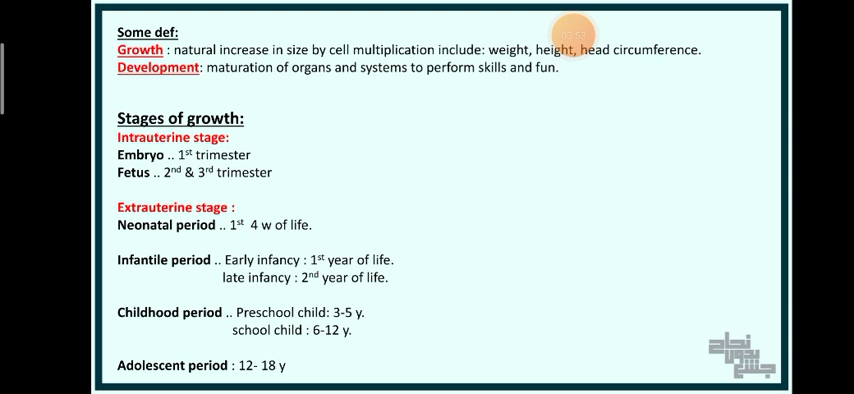 Some def:
Growth : natural increase in size by cell multiplication include: weight, height, head circumference.
Development: maturation of organs and systems to perform skills and fun.
Stages of growth:
Intrauterine stage:
Embryo .. 1st trimester
Fetus .. 2nd & 3rd trimester
Extrauterine stage :
Neonatal period .. 1st 4 w of life.
Infantile period .. Early infancy : 1st year of life.
late infancy : 2nd year of life.
Childhood period .. Preschool child: 3-5 y.
school child : 6-12 y.
Adolescent period : 12- 18 y
نجاح
بدون